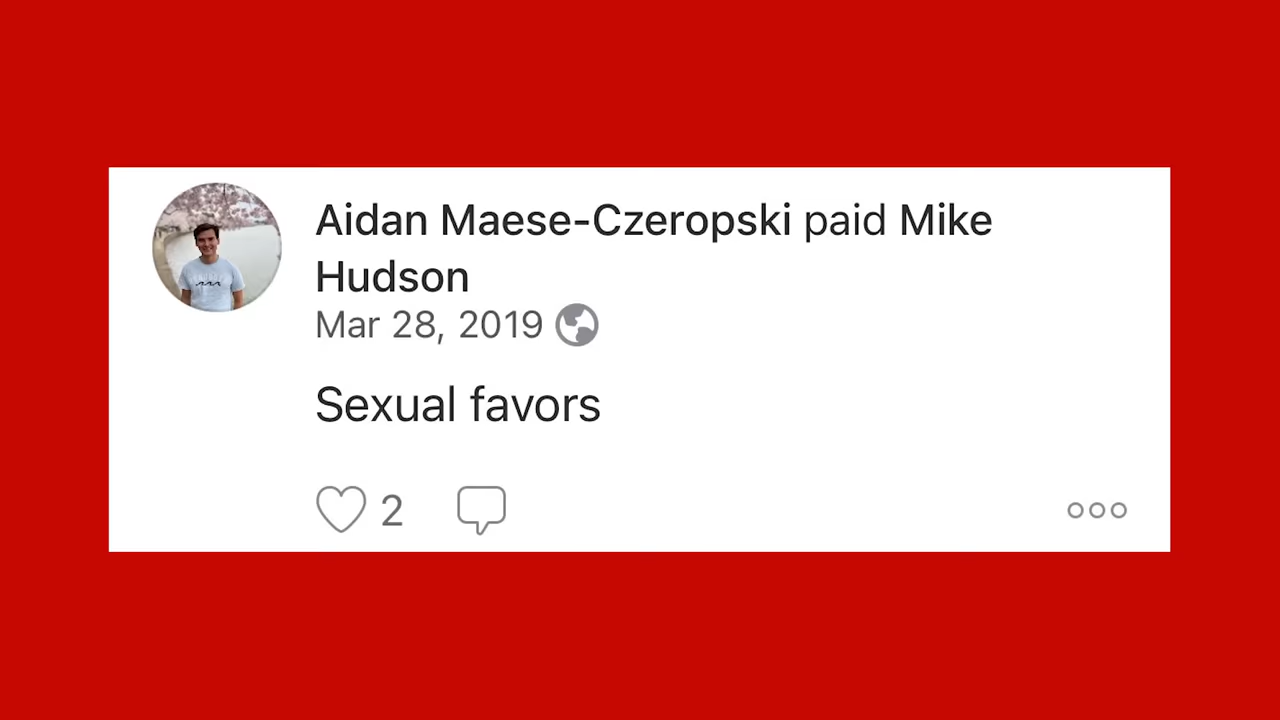 Aidan Maese-Czeropski paid Mike
Hudson
Mar 28, 2019
Sexual favors
2